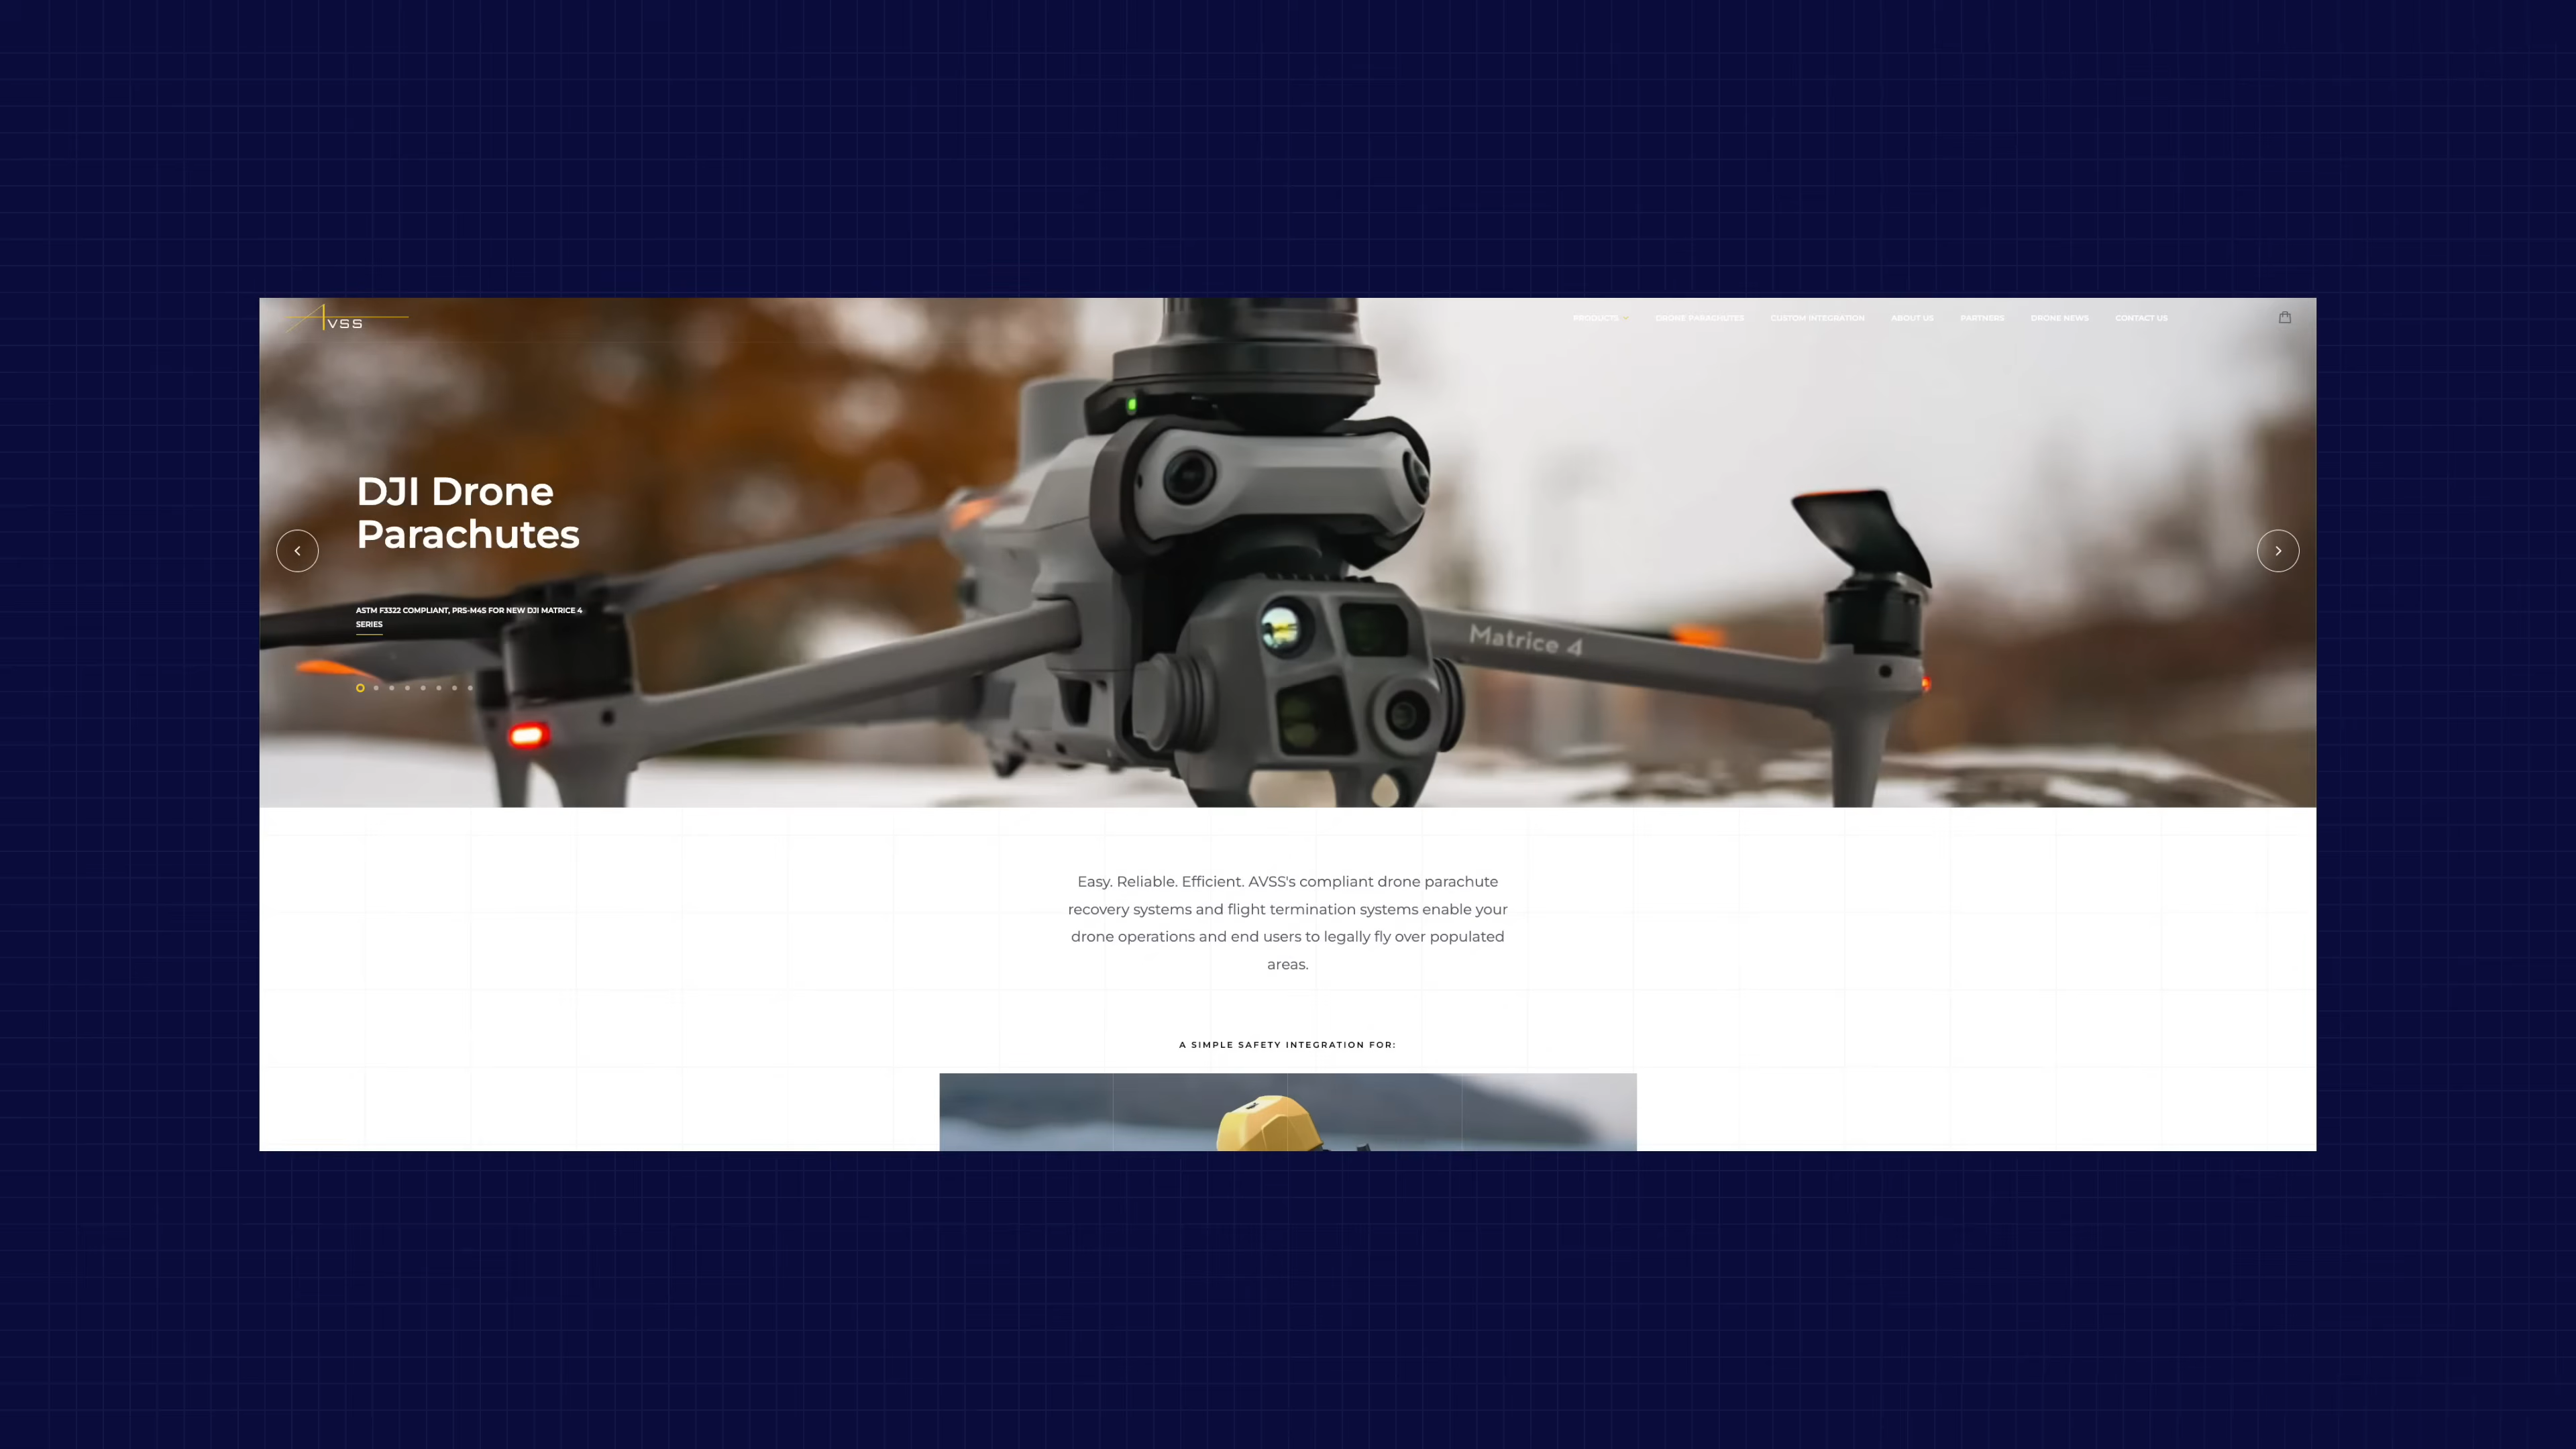 AVSS
PRODUCTS
DRONE PARACHUTES
CUSTOM INTEGRATION
ABOUT US
PARTNERS
DRONE NEWS
CONTACT US
DJI Drone
Parachutes
ASTM F3322 COMPLIANT, PRS-M4S FOR NEW DJI MATRICE 4
SERIES
Matrice 4
Easy. Reliable. Efficient. AVSS's compliant drone parachute
recovery systems and flight termination systems enable your
drone operations and end users to legally fly over populated
areas.
A SIMPLE SAFETY INTEGRATION FOR: